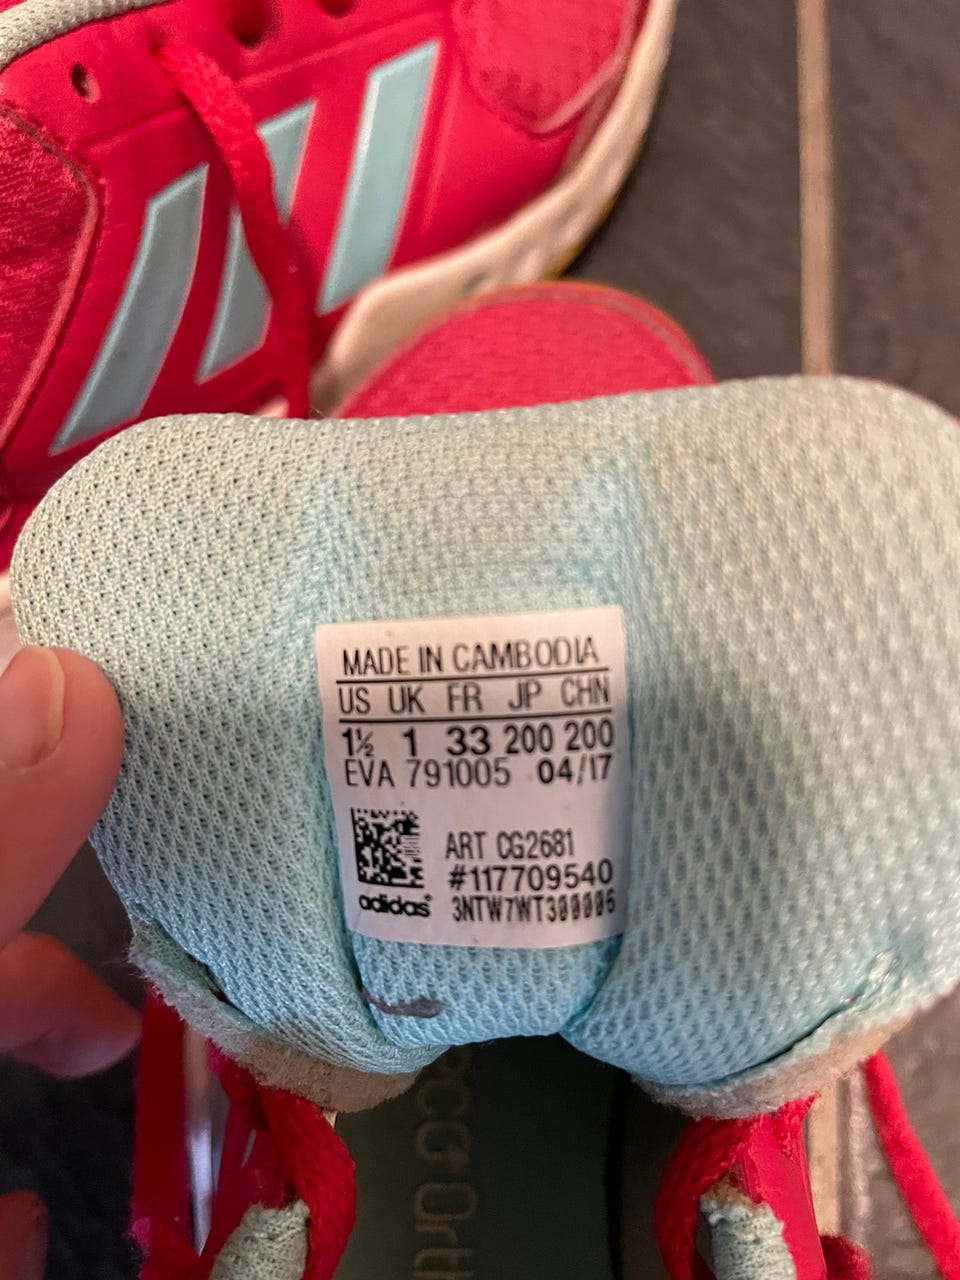 MADE IN CAMBODIA
US UK FR JP CHN
1½ 1 33 200 200
EVA 791005 04/17
ART CG2681
#117709540
adidas® 3NTW7WT300006